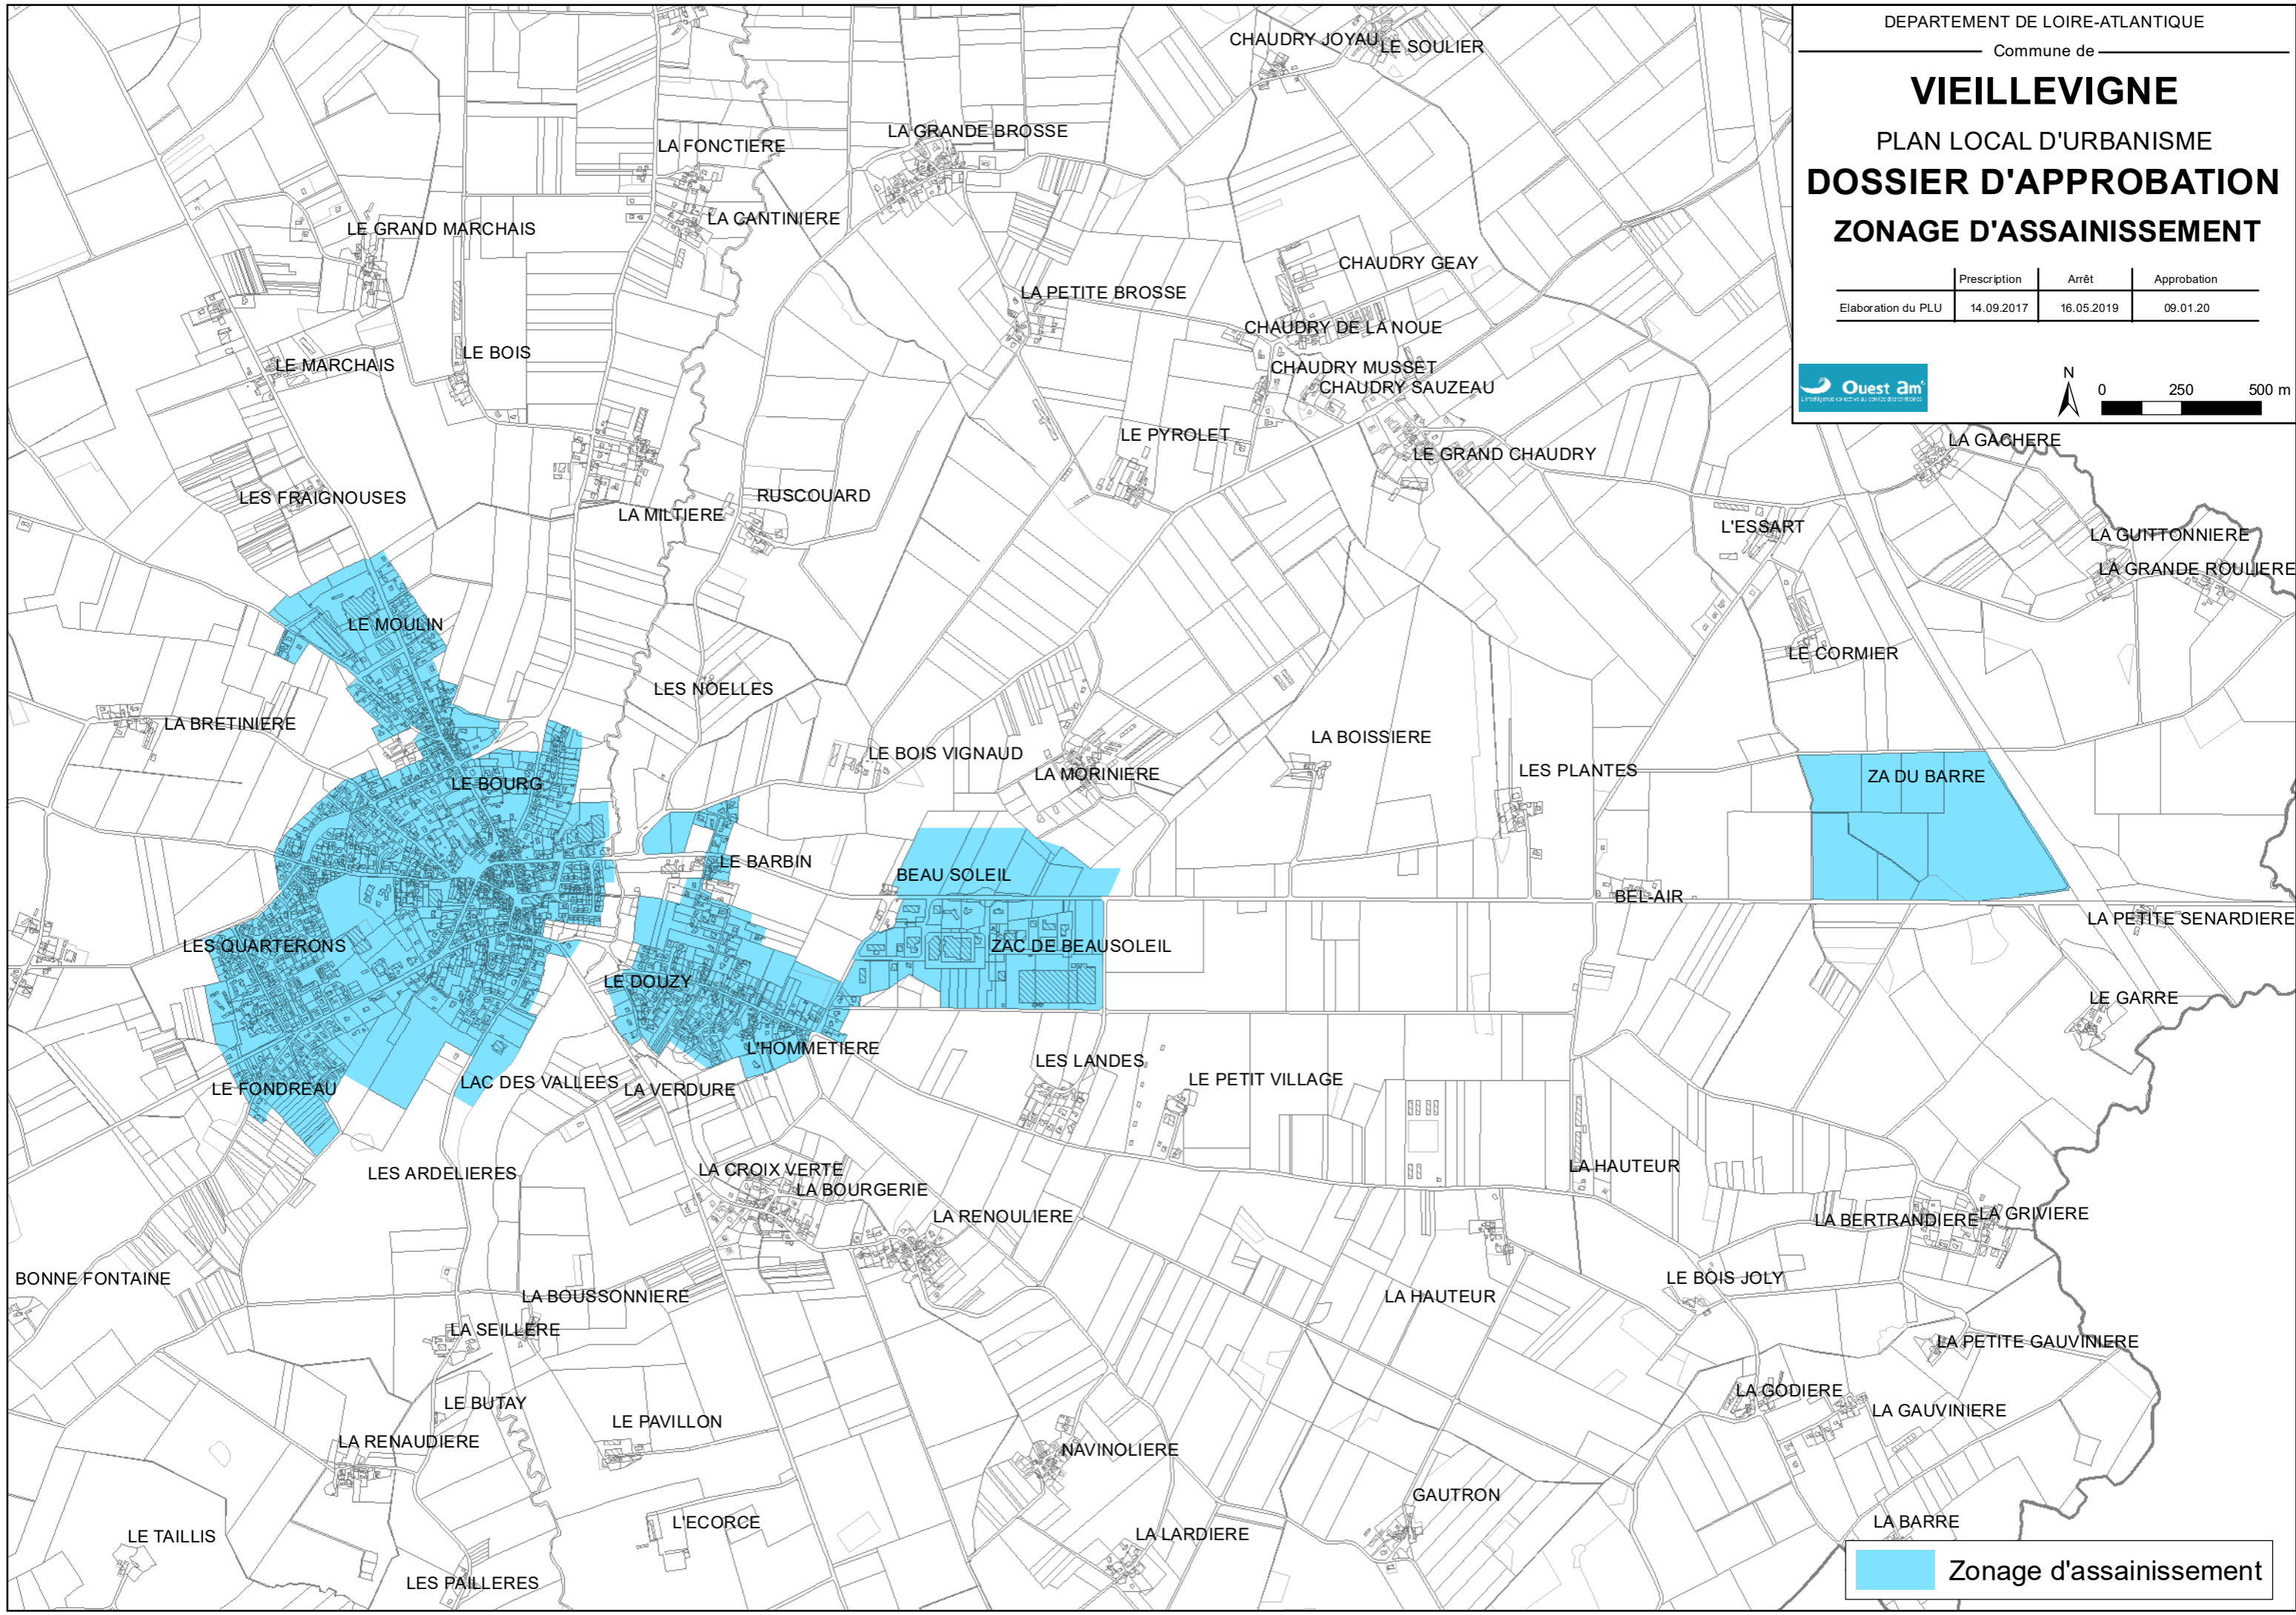 DEPARTEMENT DE LOIRE-ATLANTIQUE
Commune de
VIEILLEVIGNE
PLAN LOCAL D'URBANISME
DOSSIER D'APPROBATION
ZONAGE D'ASSAINISSEMENT
Prescription Arrêt Approbation
Elaboration du PLU 14.09.2017 16.05.2019 09.01.20
Ouest am'
N
0 250 500 m
CHAUDRY JOYAU
LE SOULIER
LA GRANDE BROSSE
LA FONCTIERE
LA CANTINIERE
LE GRAND MARCHAIS
CHAUDRY GEAY
LA PETITE BROSSE
CHAUDRY DE LA NOUE
LE BOIS
LE MARCHAIS
CHAUDRY MUSSET
CHAUDRY SAUZEAU
LE PYROLET
LA GACHERE
LE GRAND CHAUDRY
LES FRAIGNOUSES
RUSCOUARD
LA MILTIERE
L'ESSART
LA GUITTONNIERE
LA GRANDE ROULIERE
LE MOULIN
LE CORMIER
LES NOELLES
LA BRETINIERE
LA BOISSIERE
LE BOIS VIGNAUD
LA MORINIERE
LES PLANTES
ZA DU BARRE
LE BOURG
LE BARBIN
BEAU SOLEIL
BEL-AIR
LA PETITE SENARDIERE
LES QUARTERONS
ZAC DE BEAUSOLEIL
LE DOUZY
LE GARRE
L'HOMMETIERE
LES LANDES
LE PETIT VILLAGE
LAC DES VALLEES
LA VERDURE
LE FONDREAU
LA HAUTEUR
LES ARDELIERES
LA CROIX VERTE
LA BOURGERIE
LA RENOULIERE
LA BERTRANDIERE
LA GRIVIERE
BONNE FONTAINE
LE BOIS JOLY
LA BOUSSONNIERE
LA HAUTEUR
LA SEILLERE
LA PETITE GAUVINIERE
LA GODIERE
LE BUTAY
LA GAUVINIERE
LE PAVILLON
LA RENAUDIERE
NAVINOLIERE
GAUTRON
L'ECORCE
LA BARRE
LE TAILLIS
LA LARDIERE
LES PAILLERES
Zonage d'assainissement